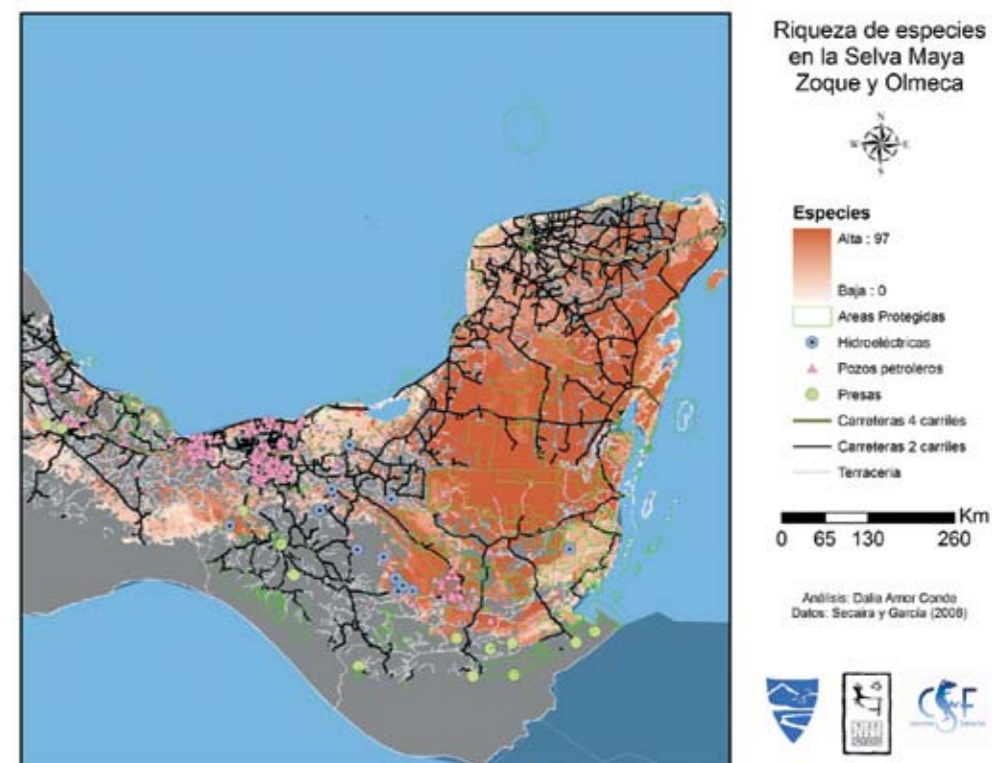 Riqueza de especies
en la Selva Maya
Zoque y Olmeca
N
W E
S
Especies
Alta : 97
Baja : 0
Areas Protegidas
Hidroeléctricas
Pozos petroleros
Presas
Carreteras 4 carriles
Carreteras 2 carriles
Terraceria
Km
0 65 130 260
Análisis: Dalia Amor Conde
Datos: Secaira y García (2008)
CSF